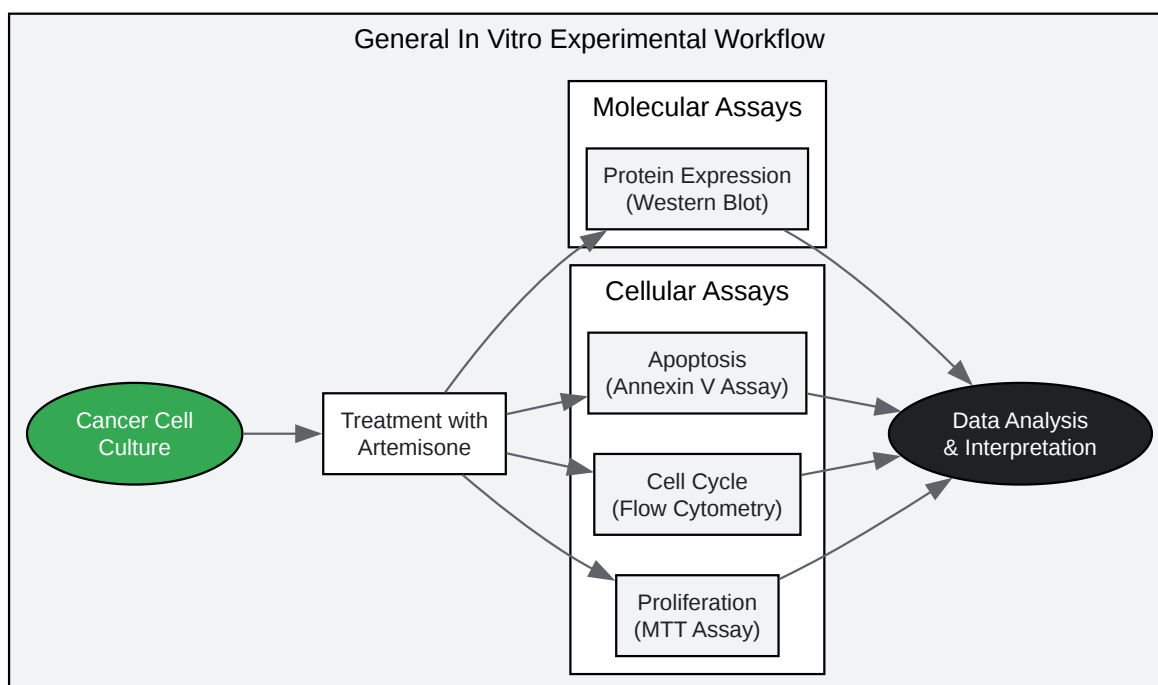 General In Vitro Experimental Workflow
Molecular Assays
Protein Expression
(Western Blot)
Cellular Assays
Apoptosis
(Annexin V Assay)
Cancer Cell
Culture
Treatment with
Artemisone
Data Analysis
& Interpretation
Cell Cycle
(Flow Cytometry)
Proliferation
(MTT Assay)